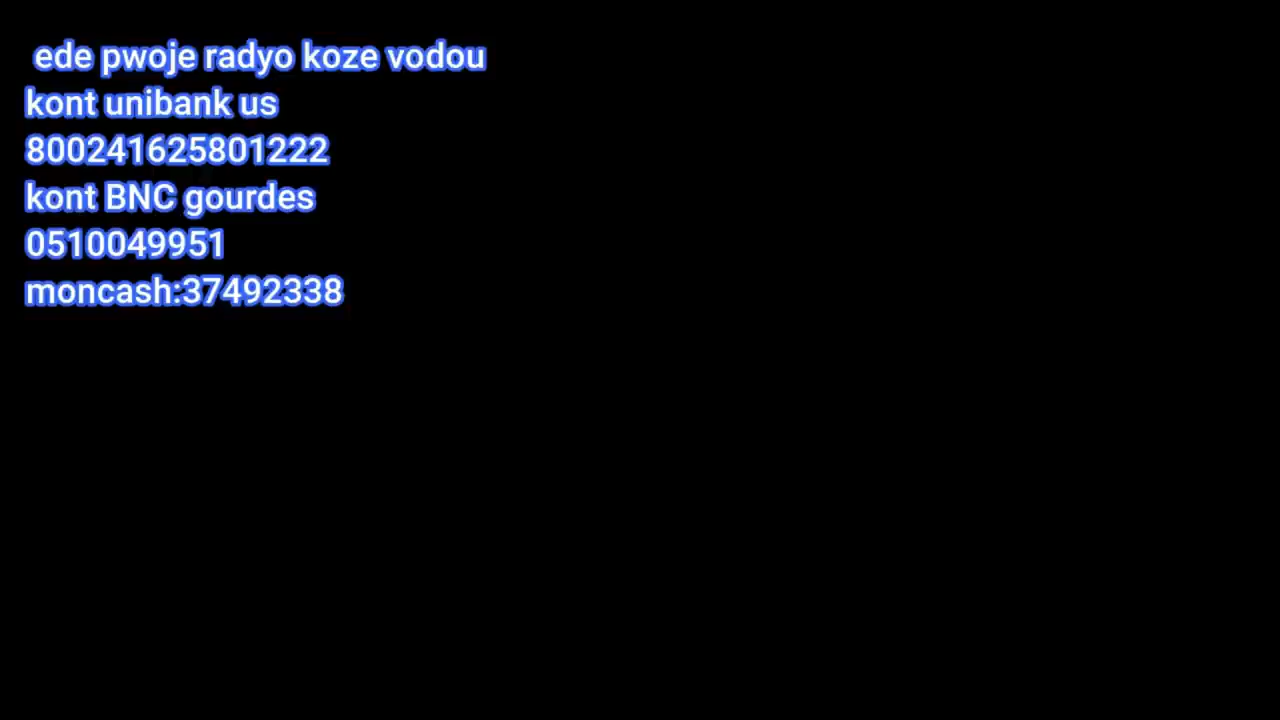 ede pwoje radyo koze vodou
kont unibank us
800241625801222
kont BNC gourdes
0510049951
moncash:37492338